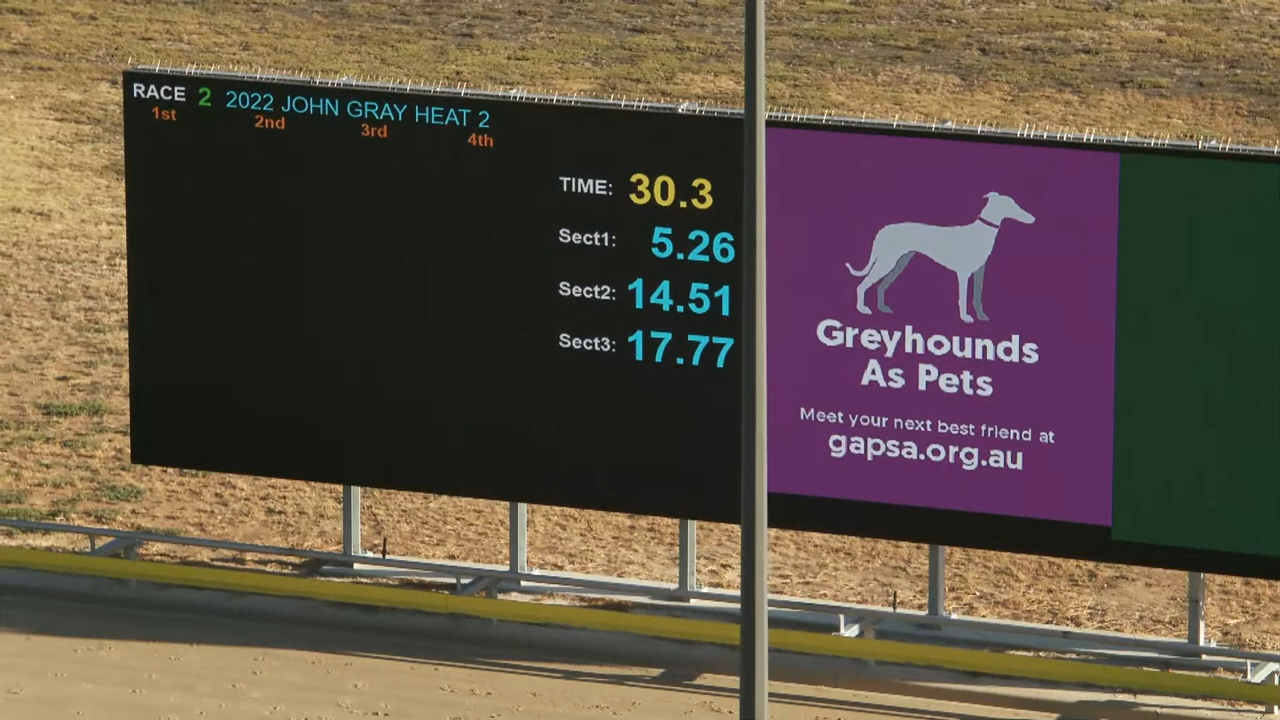 RACE 2 2022 JOHN GRAY HEAT 2
1st 2nd 3rd 4th
TIME: 30.3
Sect1: 5.26
Sect2: 14.51
Sect3: 17.77
Greyhounds
As Pets
Meet your next best friend at
gapsa.org.au